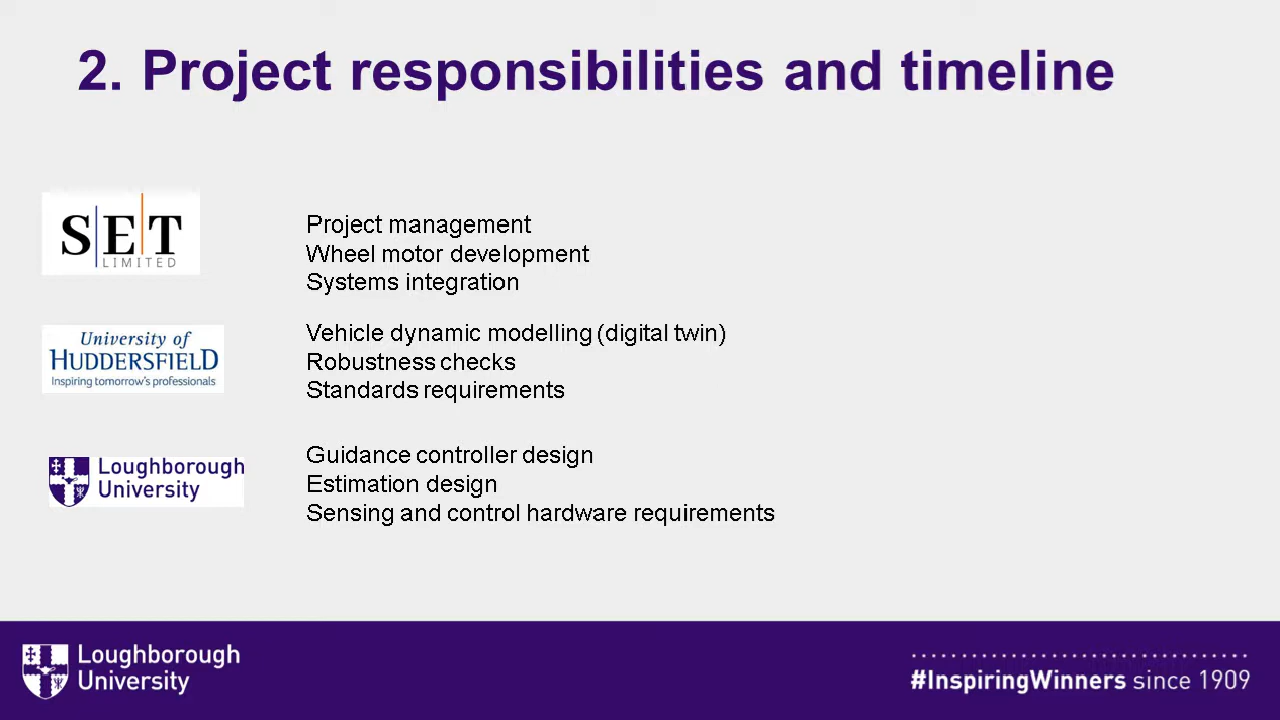 2. Project responsibilities and timeline
SET
LIMITED
Project management
Wheel motor development
Systems integration
University of
HUDDERSFIELD
Inspiring tomorrow's professionals
Vehicle dynamic modelling (digital twin)
Robustness checks
Standards requirements
Loughborough
University
Guidance controller design
Estimation design
Sensing and control hardware requirements
Loughborough
University
#InspiringWinners since 1909